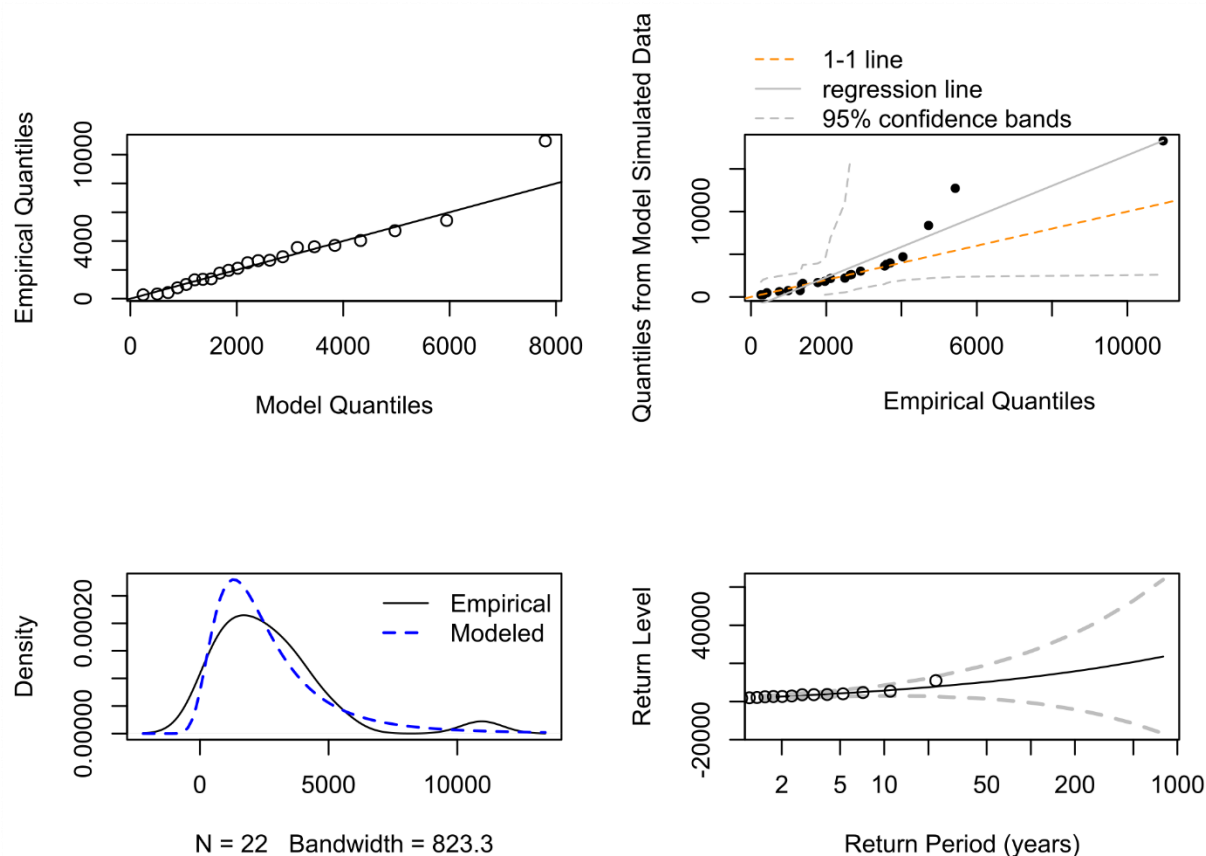 Empirical Quantiles
10000
4000
0
0 2000 4000 6000 8000
Model Quantiles
1-1 line
regression line
95% confidence bands
Quantiles from Model Simulated Data
10000
0
0 2000 6000 10000
Empirical Quantiles
Density
0.00020
0.00000
Empirical
Modeled
0 5000 10000
N = 22 Bandwidth = 823.3
Return Level
40000
-20000
2 5 10 50 200 1000
Return Period (years)